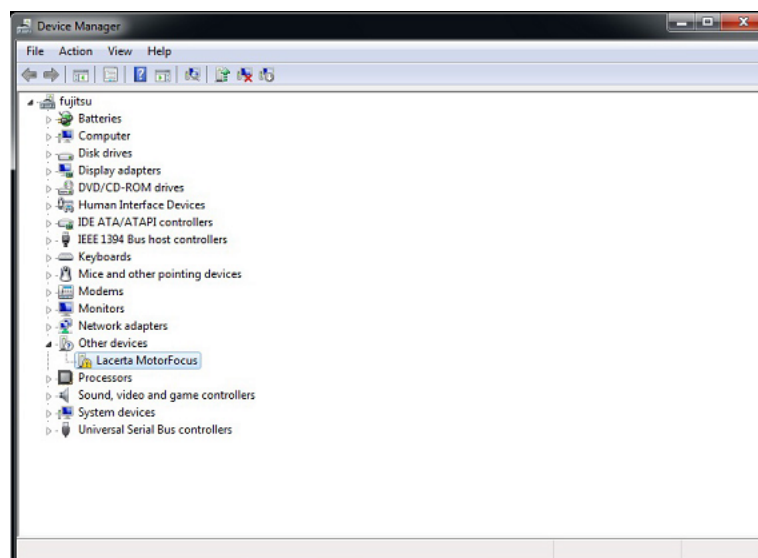 Device Manager
File Action View Help
fujitsu
Batteries
Computer
Disk drives
Display adapters
DVD/CD-ROM drives
Human Interface Devices
IDE ATA/ATAPI controllers
IEEE 1394 Bus host controllers
Keyboards
Mice and other pointing devices
Modems
Monitors
Network adapters
Other devices
Lacerta MotorFocus
Processors
Sound, video and game controllers
System devices
Universal Serial Bus controllers